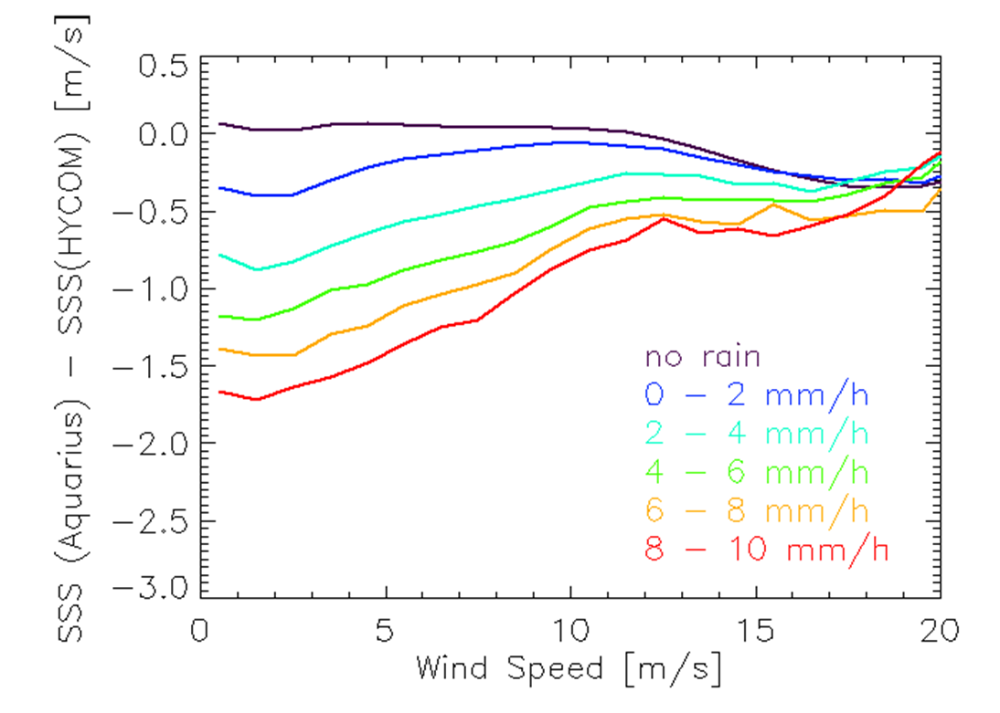 SSS (Aquarius) – SSS(HYCOM) [m/s]
0.5
0.0
−0.5
−1.0
−1.5
−2.0
−2.5
−3.0
no rain
0 – 2 mm/h
2 – 4 mm/h
4 – 6 mm/h
6 – 8 mm/h
8 – 10 mm/h
0 5 10 15 20
Wind Speed [m/s]